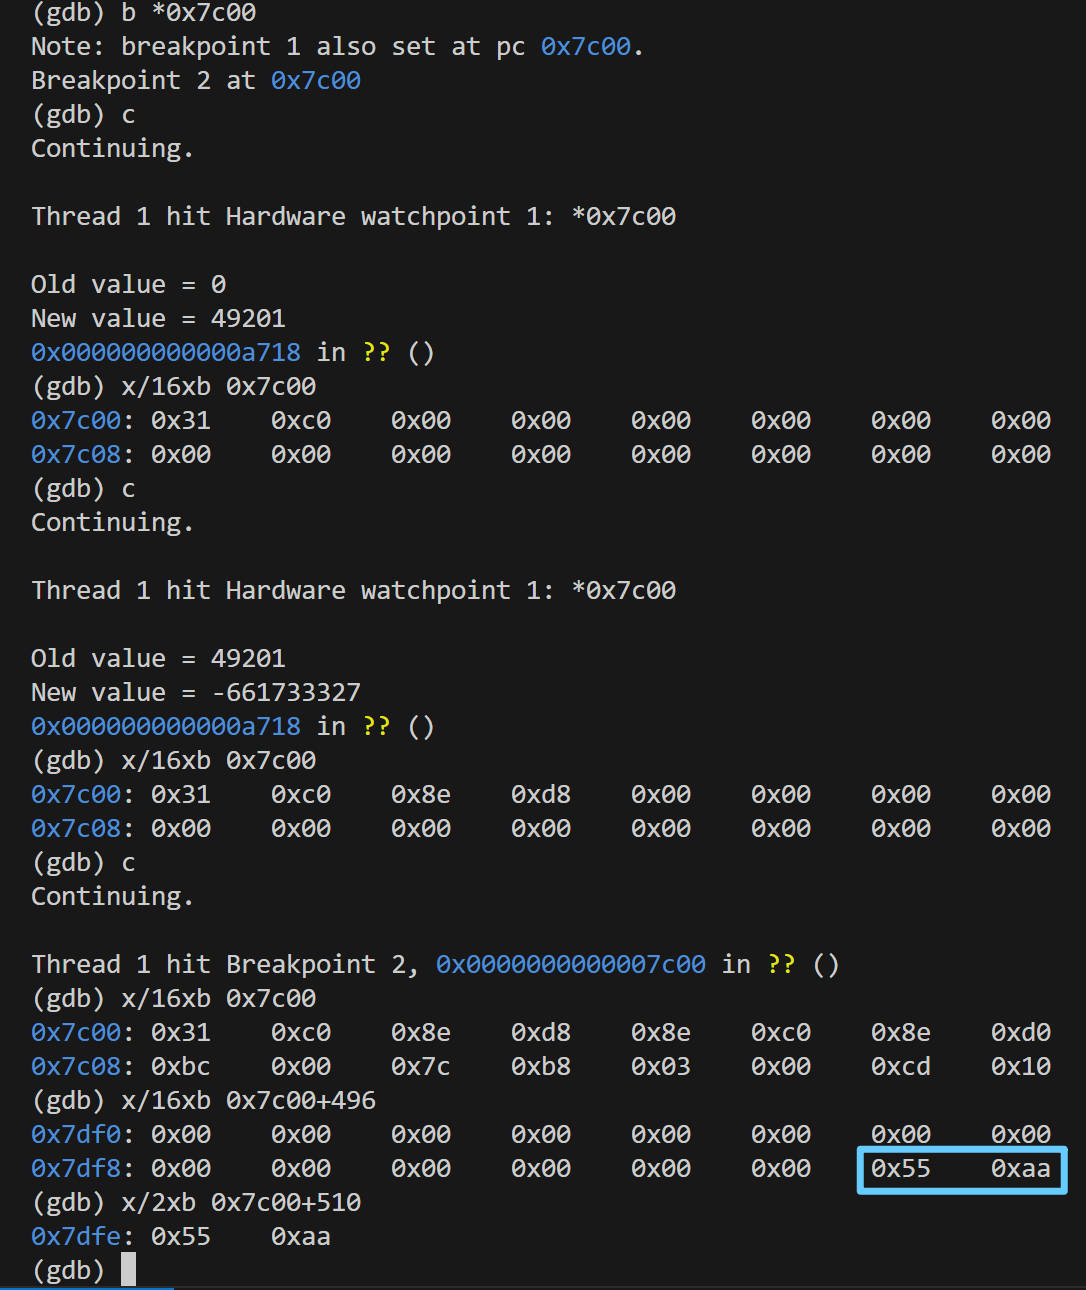 (gdb) b *0x7c00
Note: breakpoint 1 also set at pc 0x7c00.
Breakpoint 2 at 0x7c00
(gdb) c
Continuing.
Thread 1 hit Hardware watchpoint 1: *0x7c00
Old value = 0
New value = 49201
0x000000000000a718 in ?? ()
(gdb) x/16xb 0x7c00
0x7c00: 0x31 0xc0 0x00 0x00 0x00 0x00 0x00 0x00
0x7c08: 0x00 0x00 0x00 0x00 0x00 0x00 0x00 0x00
(gdb) c
Continuing.
Thread 1 hit Hardware watchpoint 1: *0x7c00
Old value = 49201
New value = -661733327
0x000000000000a718 in ?? ()
(gdb) x/16xb 0x7c00
0x7c00: 0x31 0xc0 0x8e 0xd8 0x00 0x00 0x00 0x00
0x7c08: 0x00 0x00 0x00 0x00 0x00 0x00 0x00 0x00
(gdb) c
Continuing.
Thread 1 hit Breakpoint 2, 0x0000000000007c00 in ?? ()
(gdb) x/16xb 0x7c00
0x7c00: 0x31 0xc0 0x8e 0xd8 0x8e 0xc0 0x8e 0xd0
0x7c08: 0xbc 0x00 0x7c 0xb8 0x03 0x00 0xcd 0x10
(gdb) x/16xb 0x7c00+496
0x7df0: 0x00 0x00 0x00 0x00 0x00 0x00 0x00 0x00
0x7df8: 0x00 0x00 0x00 0x00 0x00 0x00 0x55 0xaa
(gdb) x/2xb 0x7c00+510
0x7dfe: 0x55 0xaa
(gdb)